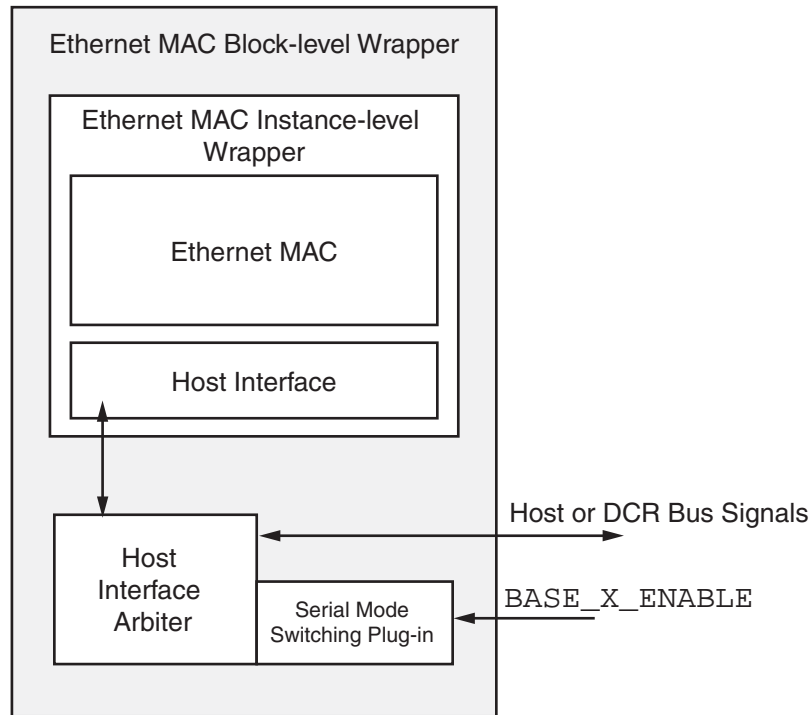 Ethernet MAC Block-level Wrapper
Ethernet MAC Instance-level
Wrapper
Ethernet MAC
Host Interface
Host or DCR Bus Signals
Host
Interface
Arbiter
Serial Mode
Switching Plug-in
BASE_X_ENABLE